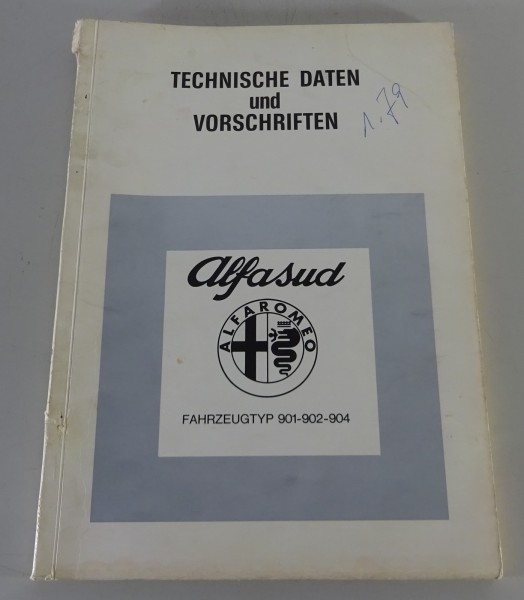 TECHNISCHE DATEN
und
VORSCHRIFTEN
1.79
alfasud
ALFA ROMEO
FAHRZEUGTYP 901-902-904